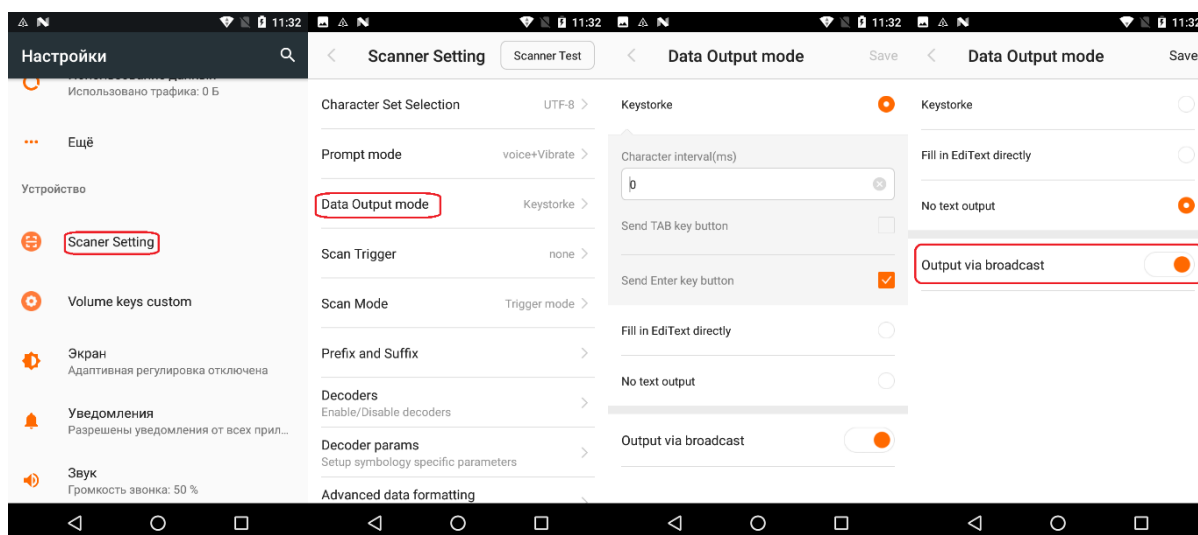 11:32
Настройки
Использование данных
Использовано трафика: 0 Б
Ещё
Устройство
Scaner Setting
Volume keys custom
Экран
Адаптивная регулировка отключена
Уведомления
Разрешены уведомления от всех прил...
Звук
Громкость звонка: 50 %
11:32
Scanner Setting
Scanner Test
Character Set Selection UTF-8
Prompt mode voice+Vibrate
Data Output mode Keystorke
Scan Trigger none
Scan Mode Trigger mode
Prefix and Suffix
Decoders
Enable/Disable decoders
Decoder params
Setup symbology specific parameters
Advanced data formatting
11:32
Data Output mode Save
Keystorke
Character interval(ms)
0
Send TAB key button
Send Enter key button
Fill in EdiText directly
No text output
Output via broadcast
11:32
Data Output mode Save
Keystorke
Fill in EdiText directly
No text output
Output via broadcast